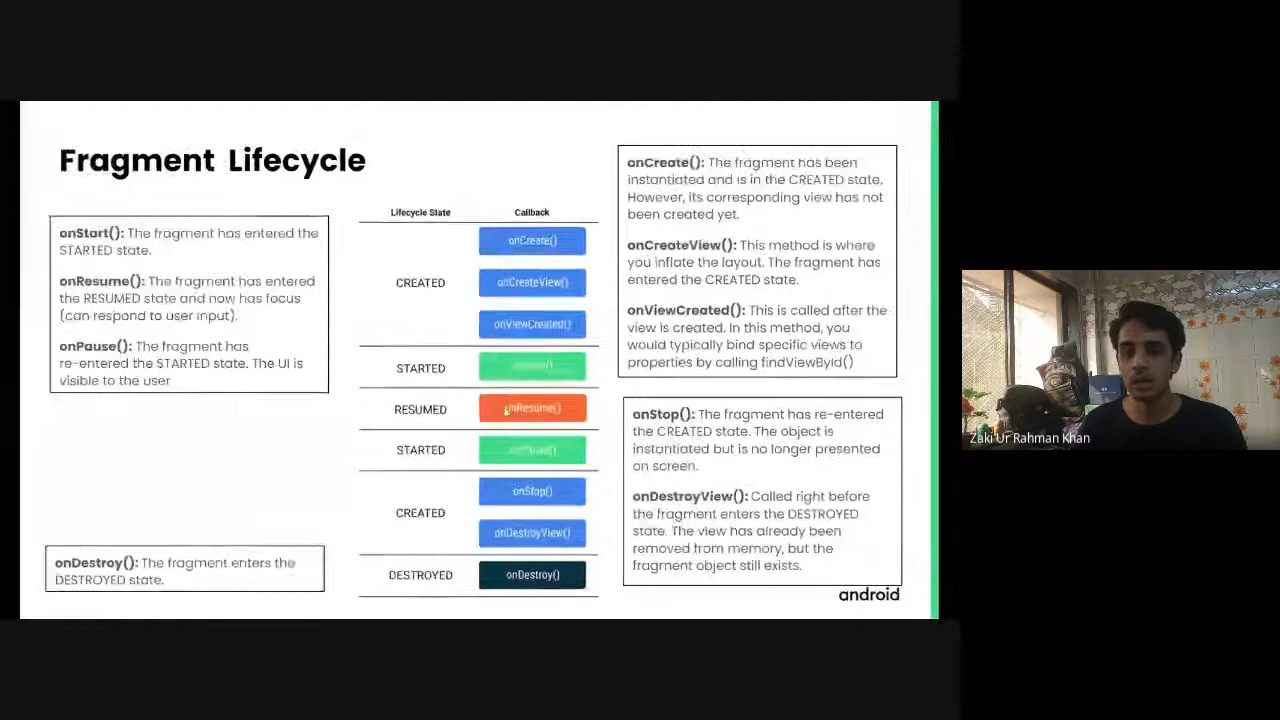 Fragment Lifecycle
onStart(): The fragment has entered the
STARTED state.
onResume(): The fragment has entered
the RESUMED state and now has focus
(can respond to user input).
onPause(): The fragment has
re-entered the STARTED state. The UI is
visible to the user
onDestroy(): The fragment enters the
DESTROYED state.
Lifecycle State Callback
CREATED
onCreate()
onCreateView()
onViewCreated()
STARTED
RESUMED onResume()
STARTED
CREATED
onStop()
onDestroyView()
DESTROYED onDestroy()
onCreate(): The fragment has been
instantiated and is in the CREATED state.
However, its corresponding view has not
been created yet.
onCreateView(): This method is where
you inflate the layout. The fragment has
entered the CREATED state.
onViewCreated(): This is called after the
view is created. In this method, you
would typically bind specific views to
properties by calling findViewById()
onStop(): The fragment has re-entered
the CREATED state. The object is
instantiated but is no longer presented
on screen.
onDestroyView(): Called right before
the fragment enters the DESTROYED
state. The view has already been
removed from memory, but the
fragment object still exists.
android
Zaki Ur Rahman Khan